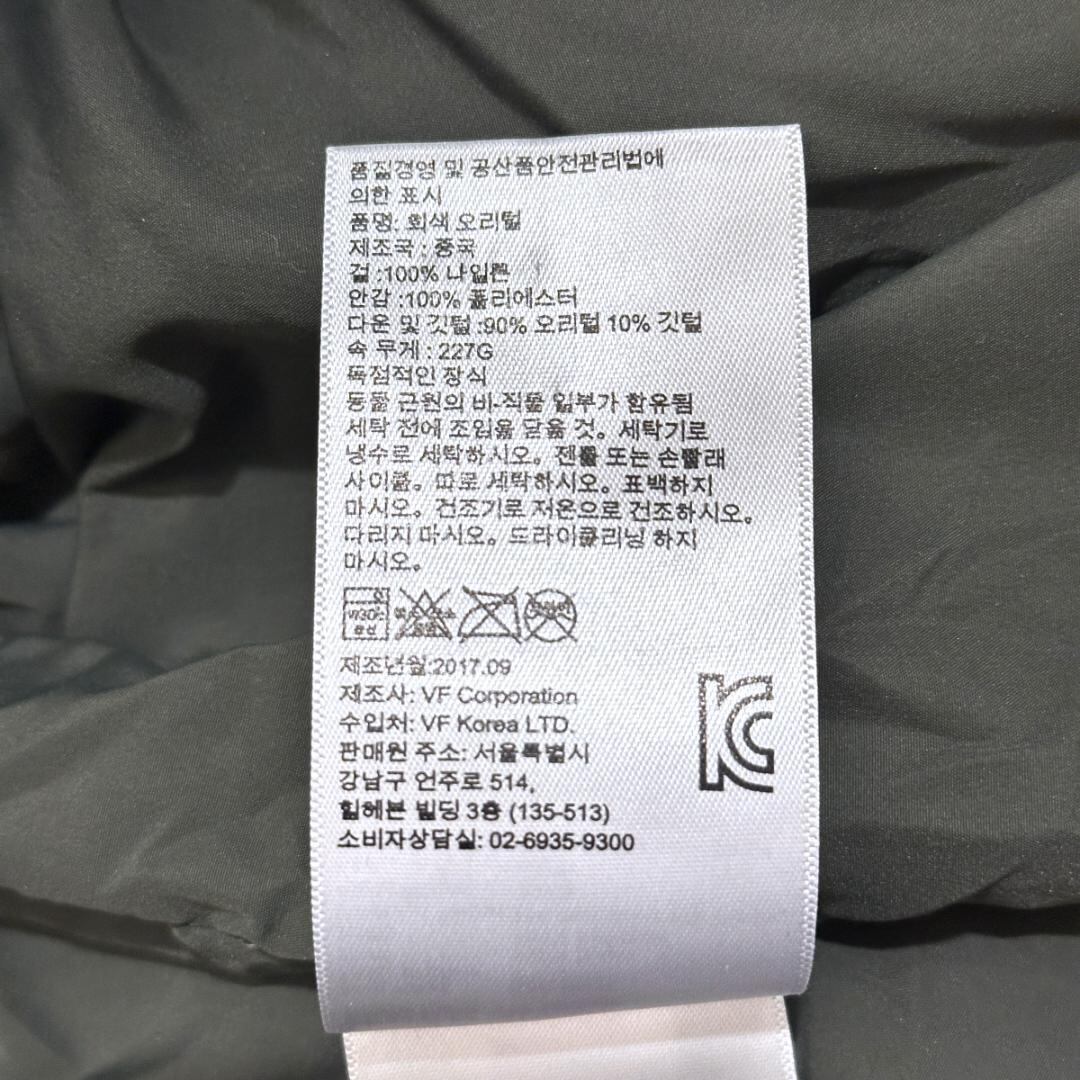 품질경영 및 공산품안전관리법에
의한 표시
품명: 회색 오리털
제조국 : 중국
겉 :100% 나일론
안감 :100% 폴리에스터
다운 및 깃털 :90% 오리털 10% 깃털
속 무게 : 227G
독점적인 장식
동물 근원의 비-직물 일부가 함유됨
세탁 전에 조임을 닫을 것。세탁기로
냉수로 세탁하시오。젠틀 또는 손빨래
사이클。따로 세탁하시오。표백하지
마시오。건조기로 저온으로 건조하시오。
다리지 마시오。드라이클리닝 하지
마시오。
제조년월:2017.09
제조사: VF Corporation
수입처: VF Korea LTD.
판매원 주소: 서울특별시
강남구 언주로 514,
힐헤븐 빌딩 3층 (135-513)
소비자상담실: 02-6935-9300